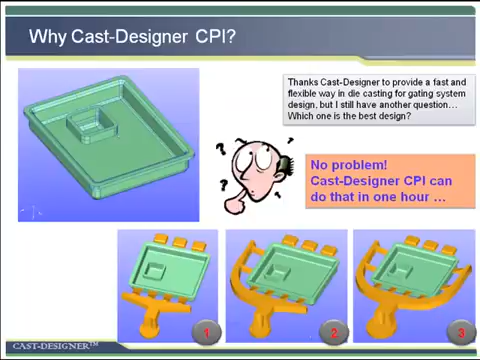 Why Cast-Designer CPI?
Thanks Cast-Designer to provide a fast and
flexible way in die casting for gating system
design, but I still have another question…
Which one is the best design?
? ? ?
No problem!
Cast-Designer CPI can
do that in one hour …
1 2 3
CAST-DESIGNER™